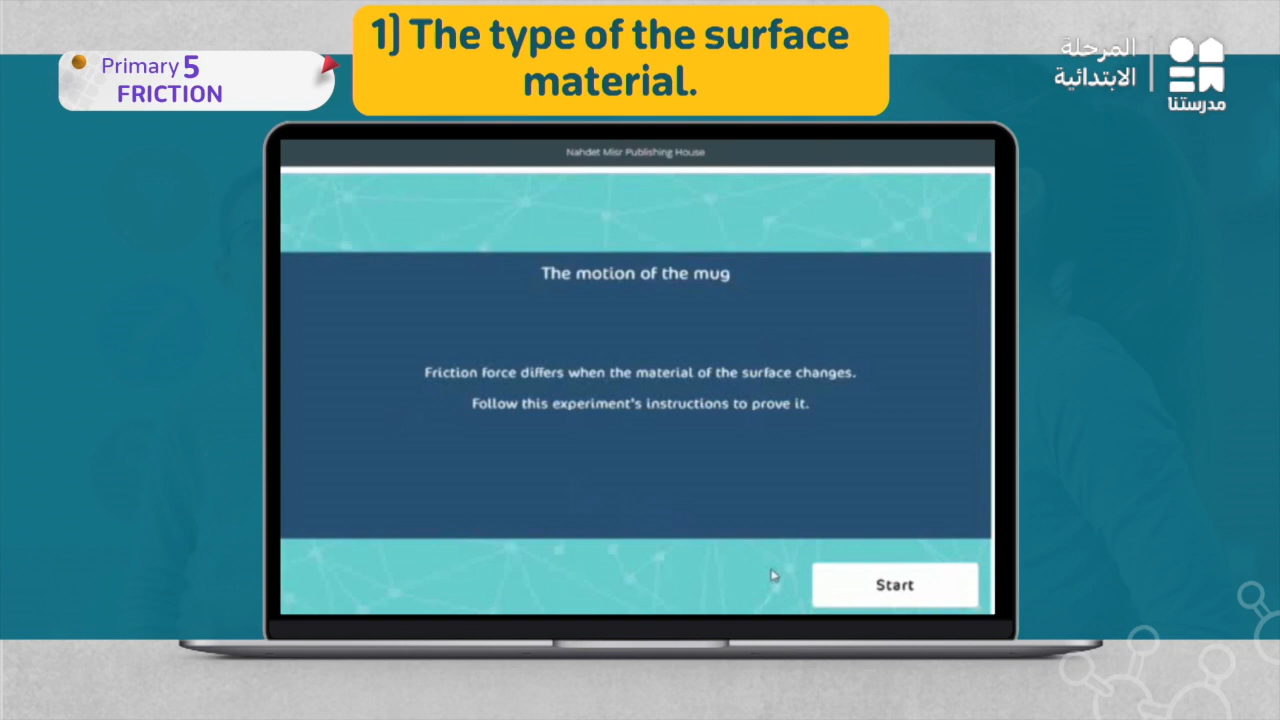 1) The type of the surface
material.
Primary 5
FRICTION
المرحلة
الابتدائية
مدرستنا
Nahdet Misr Publishing House
The motion of the mug
Friction force differs when the material of the surface changes.
Follow this experiment's instructions to prove it.
Start